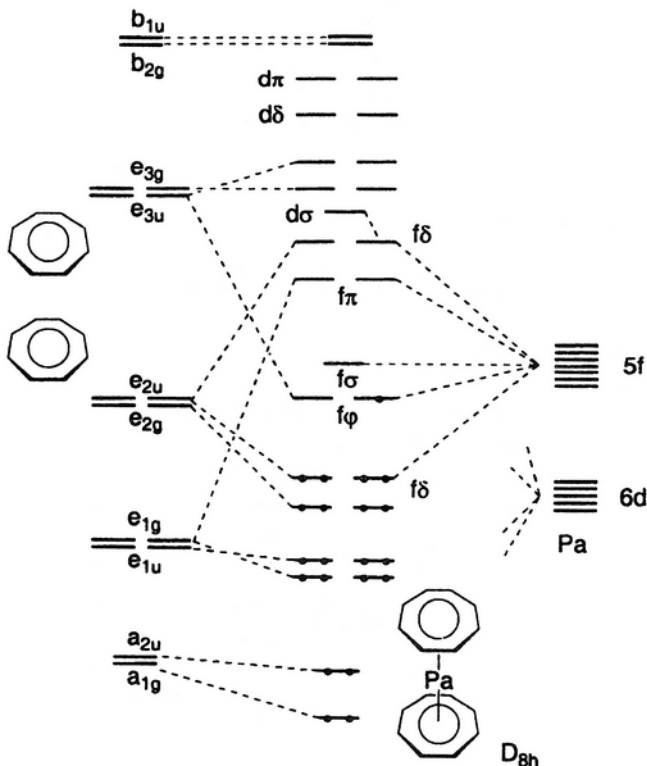 b1u
b2g
dπ
dδ
e3g
e3u
dσ
fδ
fπ
5f
fσ
e2u
e2g
fφ
fδ
6d
Pa
e1g
e1u
a2u
a1g
Pa
D8h